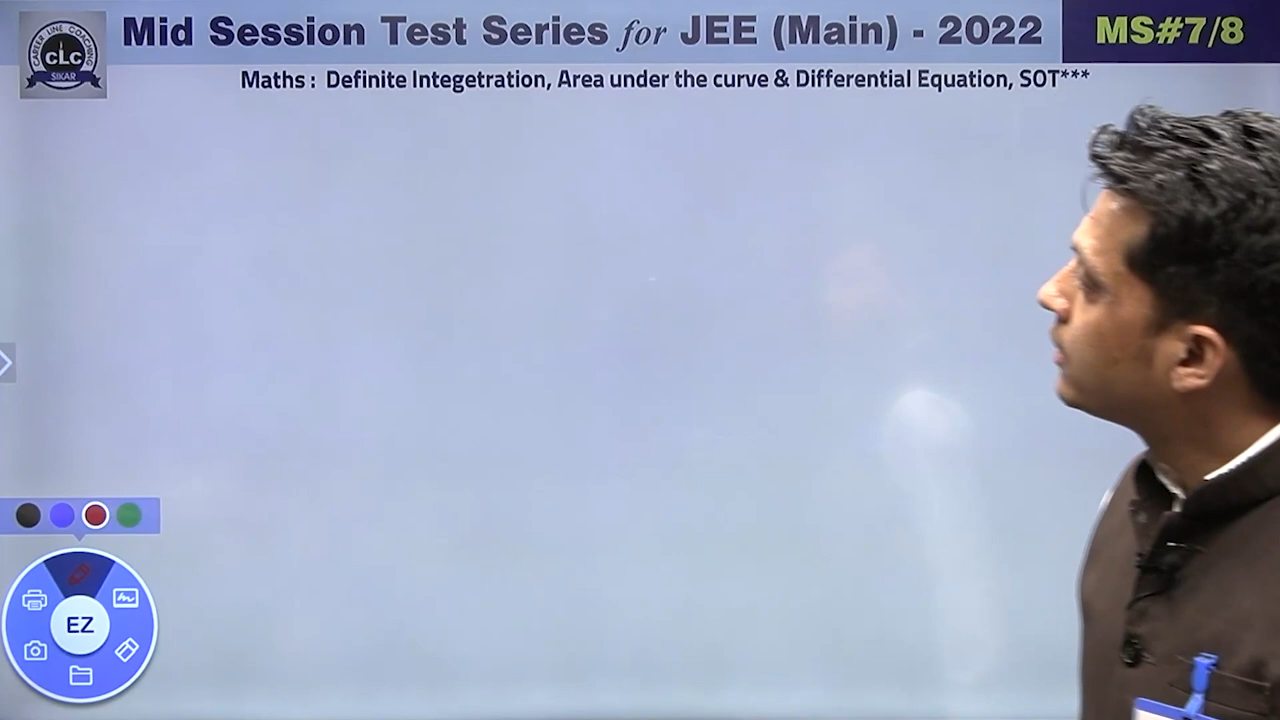 Mid Session Test Series for JEE (Main) - 2022
MS#7/8
CAREER LINE COACHING
CLC
SIKAR
Maths : Definite Integetration, Area under the curve & Differential Equation, SOT***
EZ